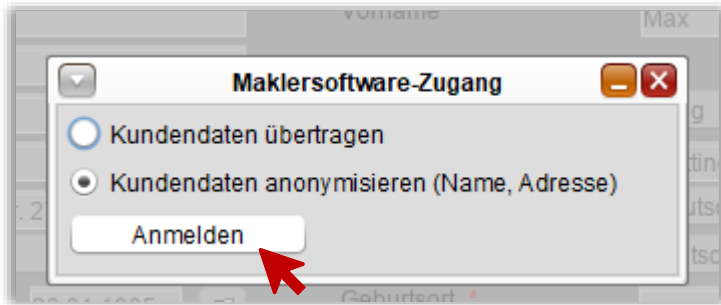 Vorname
Max
Maklersoftware-Zugang
Kundendaten übertragen
Kundendaten anonymisieren (Name, Adresse)
Anmelden
Geburtsort *